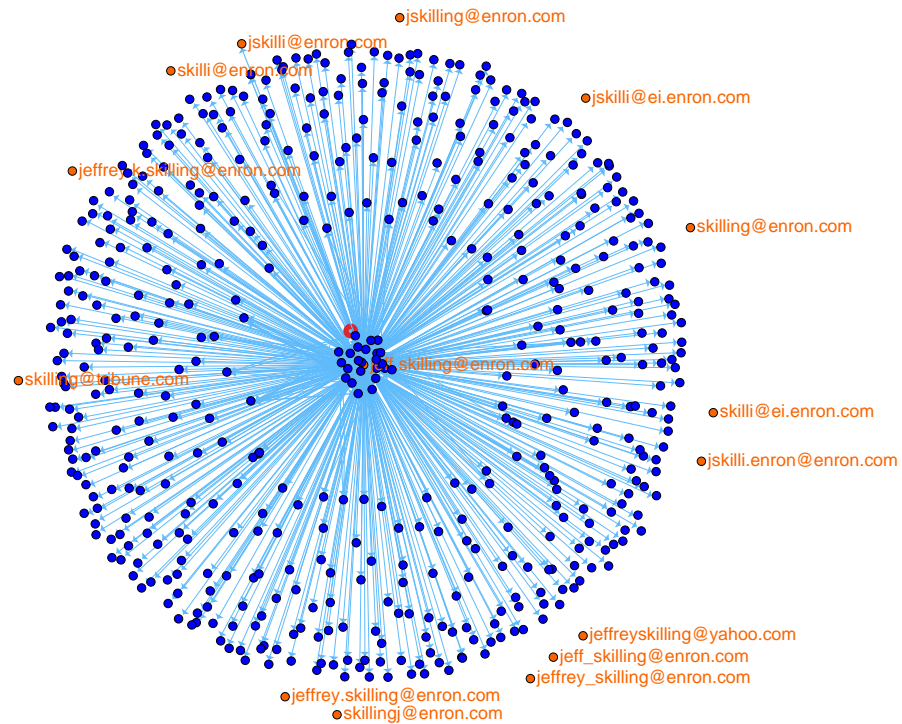 jskilling@enron.com
jskilli@enron.com
skilli@enron.com
jskilli@ei.enron.com
jeffrey.k.skilling@enron.com
skilling@enron.com
jeff.skilling@enron.com
skilling@tribune.com
skilli@ei.enron.com
jskilli.enron@enron.com
jeffreyskilling@yahoo.com
jeff_skilling@enron.com
jeffrey_skilling@enron.com
jeffrey.skilling@enron.com
skillingj@enron.com